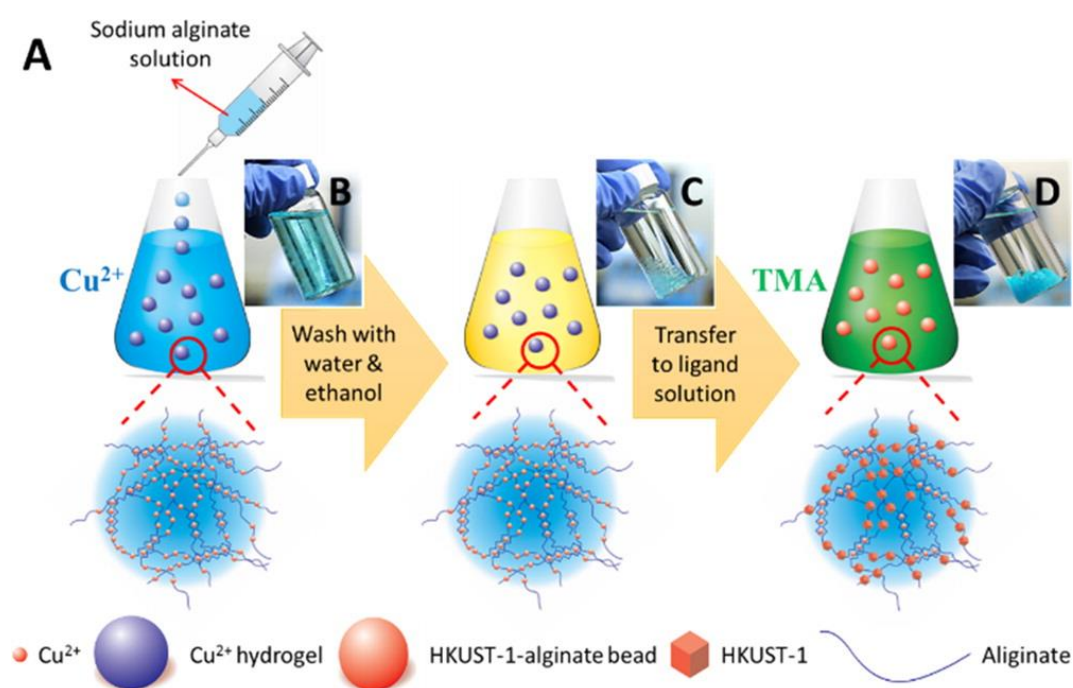 Sodium alginate
solution
A
B
C
D
Cu²⁺
TMA
Wash with
water &
ethanol
Transfer
to ligand
solution
Cu²⁺
Cu²⁺ hydrogel
HKUST-1-alginate bead
HKUST-1
Aliginate